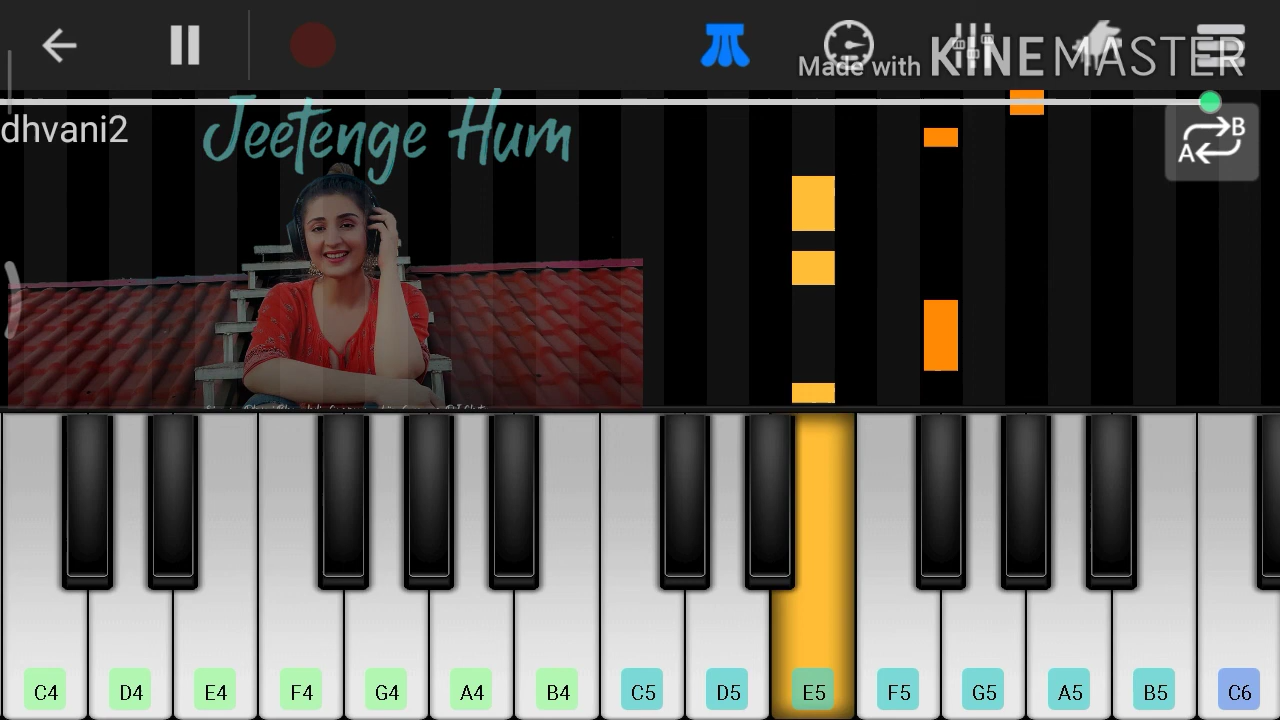 Made with KINEMASTER
dhvani2
Jeetenge Hum
A B
C4 D4 E4 F4 G4 A4 B4 C5 D5 E5 F5 G5 A5 B5 C6